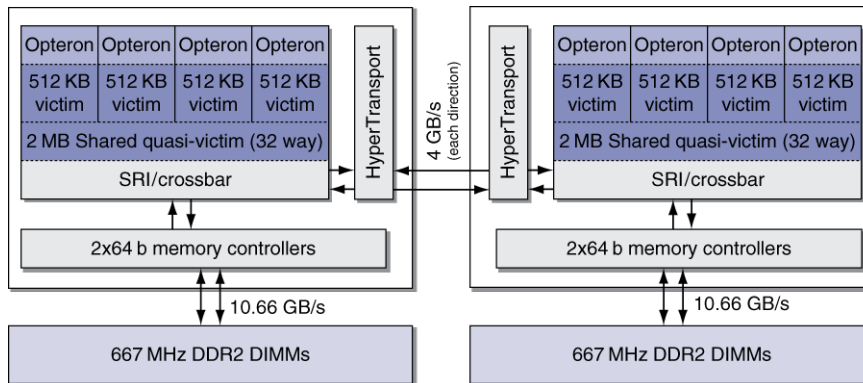 Opteron Opteron Opteron Opteron
512 KB 512 KB 512 KB 512 KB
victim victim victim victim
2 MB Shared quasi-victim (32 way)
SRI/crossbar
HyperTransport
2x64 b memory controllers
10.66 GB/s
667 MHz DDR2 DIMMs
4 GB/s
(each direction)
HyperTransport
Opteron Opteron Opteron Opteron
512 KB 512 KB 512 KB 512 KB
victim victim victim victim
2 MB Shared quasi-victim (32 way)
SRI/crossbar
2x64 b memory controllers
10.66 GB/s
667 MHz DDR2 DIMMs